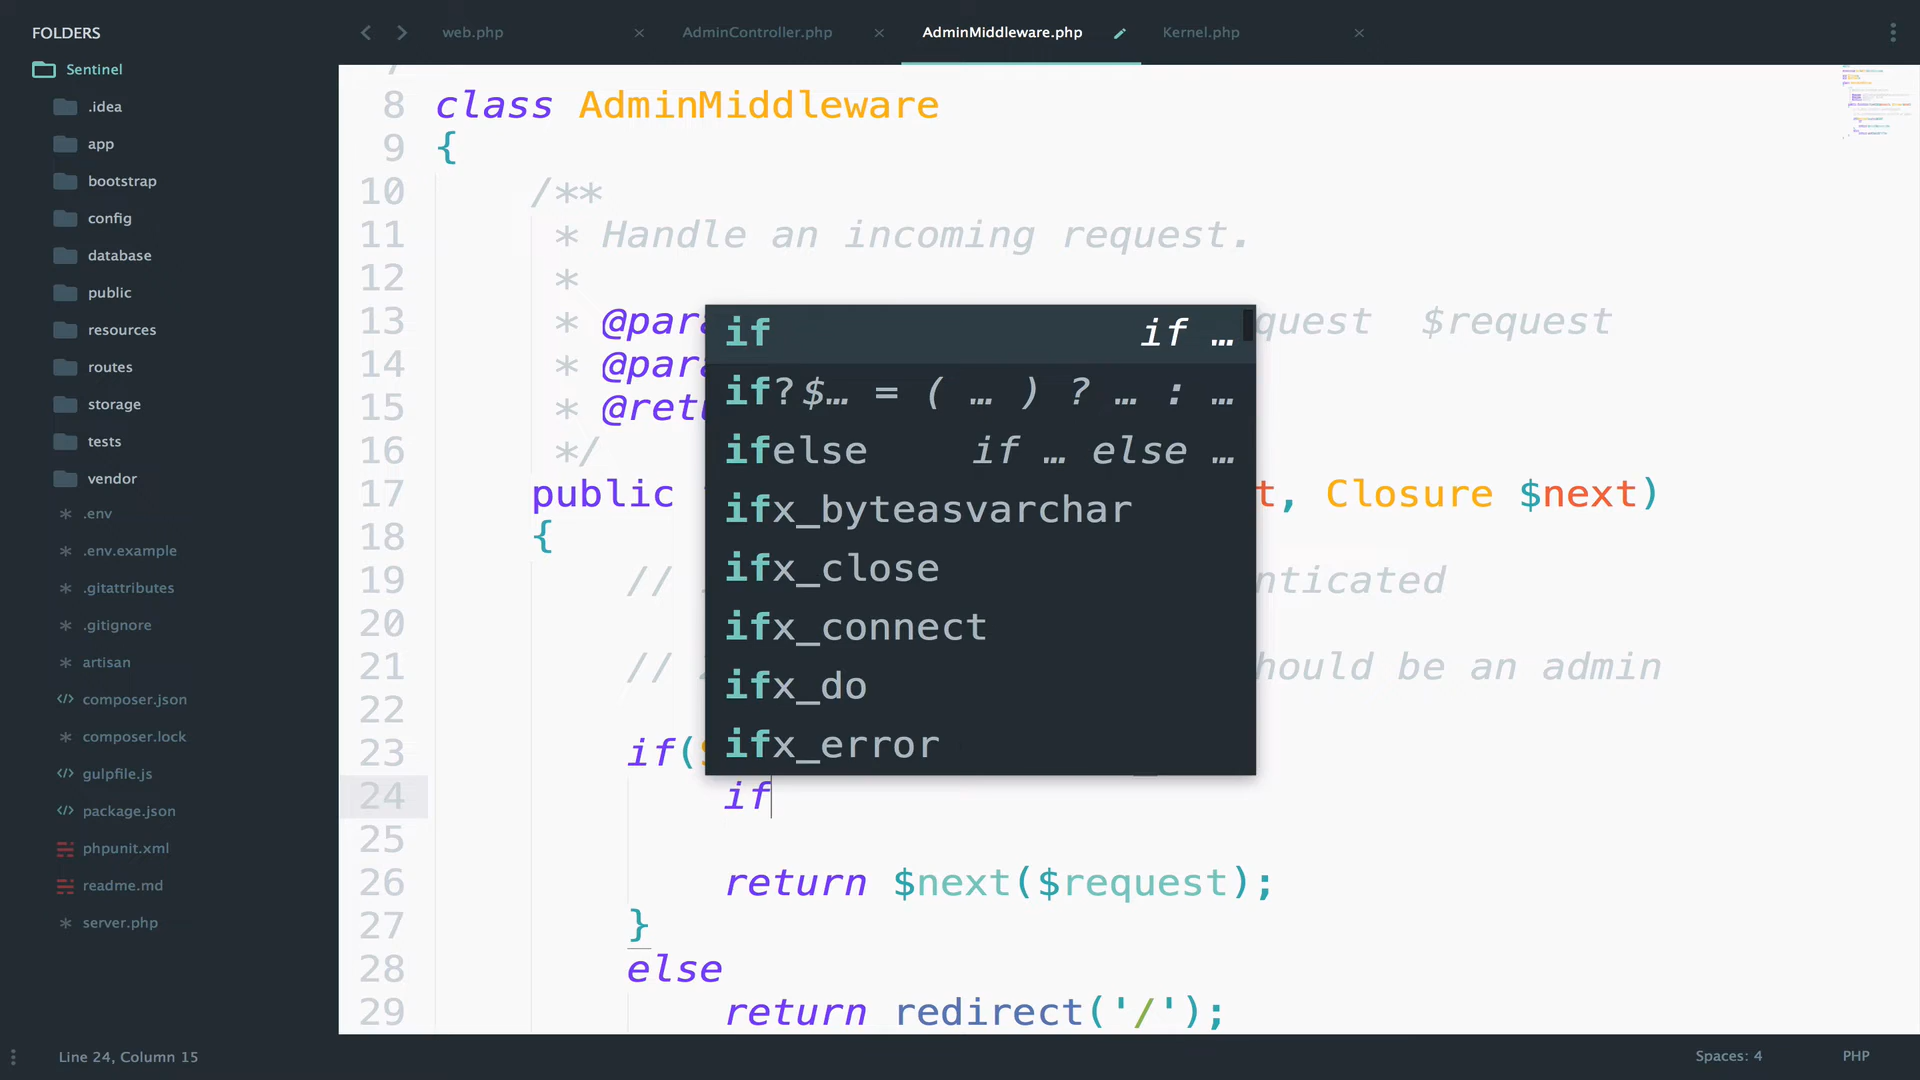 FOLDERS
Sentinel
.idea
app
bootstrap
config
database
public
resources
routes
storage
tests
vendor
.env
.env.example
.gitattributes
.gitignore
artisan
composer.json
composer.lock
gulpfile.js
package.json
phpunit.xml
readme.md
server.php
web.php × AdminController.php × AdminMiddleware.php Kernel.php ×
8 class AdminMiddleware
9 {
10 /**
11 * Handle an incoming request.
12 *
13 * @para quest $request
14 * @para
15 * @retu
16 */
17 public t, Closure $next)
18 {
19 // nticated
20
21 // hould be an admin
22
23 if(
24 if
25
26 return $next($request);
27 }
28 else
29 return redirect('/');
if if …
if? $… = ( … ) ? … : …
ifelse if … else …
ifx_byteasvarchar
ifx_close
ifx_connect
ifx_do
ifx_error
Line 24, Column 15 Spaces: 4 PHP